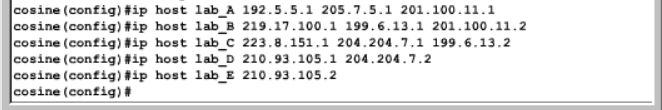 cosine(config)#ip host lab_A 192.5.5.1 205.7.5.1 201.100.11.1
cosine(config)#ip host lab_B 219.17.100.1 199.6.13.1 201.100.11.2
cosine(config)#ip host lab_C 223.8.151.1 204.204.7.1 199.6.13.2
cosine(config)#ip host lab_D 210.93.105.1 204.204.7.2
cosine(config)#ip host lab_E 210.93.105.2
cosine(config)#